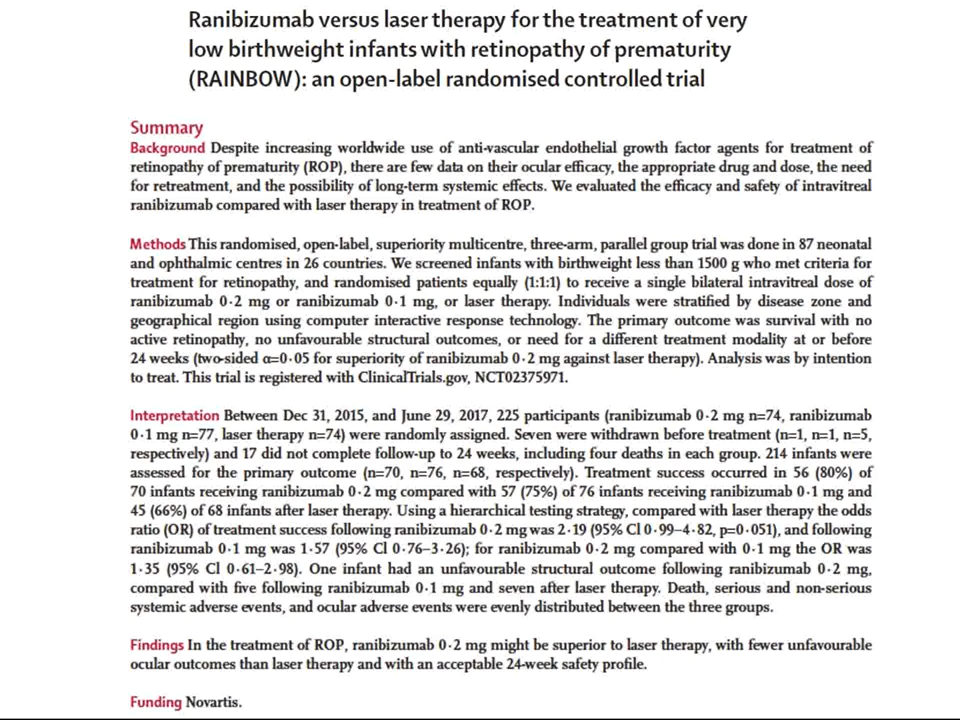 Ranibizumab versus laser therapy for the treatment of very
low birthweight infants with retinopathy of prematurity
(RAINBOW): an open-label randomised controlled trial
Summary
Background Despite increasing worldwide use of anti-vascular endothelial growth factor agents for treatment of
retinopathy of prematurity (ROP), there are few data on their ocular efficacy, the appropriate drug and dose, the need
for retreatment, and the possibility of long-term systemic effects. We evaluated the efficacy and safety of intravitreal
ranibizumab compared with laser therapy in treatment of ROP.
Methods This randomised, open-label, superiority multicentre, three-arm, parallel group trial was done in 87 neonatal
and ophthalmic centres in 26 countries. We screened infants with birthweight less than 1500 g who met criteria for
treatment for retinopathy, and randomised patients equally (1:1:1) to receive a single bilateral intravitreal dose of
ranibizumab 0·2 mg or ranibizumab 0·1 mg, or laser therapy. Individuals were stratified by disease zone and
geographical region using computer interactive response technology. The primary outcome was survival with no
active retinopathy, no unfavourable structural outcomes, or need for a different treatment modality at or before
24 weeks (two-sided α=0·05 for superiority of ranibizumab 0·2 mg against laser therapy). Analysis was by intention
to treat. This trial is registered with ClinicalTrials.gov, NCT02375971.
Interpretation Between Dec 31, 2015, and June 29, 2017, 225 participants (ranibizumab 0·2 mg n=74, ranibizumab
0·1 mg n=77, laser therapy n=74) were randomly assigned. Seven were withdrawn before treatment (n=1, n=1, n=5,
respectively) and 17 did not complete follow-up to 24 weeks, including four deaths in each group. 214 infants were
assessed for the primary outcome (n=70, n=76, n=68, respectively). Treatment success occurred in 56 (80%) of
70 infants receiving ranibizumab 0·2 mg compared with 57 (75%) of 76 infants receiving ranibizumab 0·1 mg and
45 (66%) of 68 infants after laser therapy. Using a hierarchical testing strategy, compared with laser therapy the odds
ratio (OR) of treatment success following ranibizumab 0·2 mg was 2·19 (95% Cl 0·99–4·82, p=0·051), and following
ranibizumab 0·1 mg was 1·57 (95% Cl 0·76–3·26); for ranibizumab 0·2 mg compared with 0·1 mg the OR was
1·35 (95% Cl 0·61–2·98). One infant had an unfavourable structural outcome following ranibizumab 0·2 mg,
compared with five following ranibizumab 0·1 mg and seven after laser therapy. Death, serious and non-serious
systemic adverse events, and ocular adverse events were evenly distributed between the three groups.
Findings In the treatment of ROP, ranibizumab 0·2 mg might be superior to laser therapy, with fewer unfavourable
ocular outcomes than laser therapy and with an acceptable 24-week safety profile.
Funding Novartis.